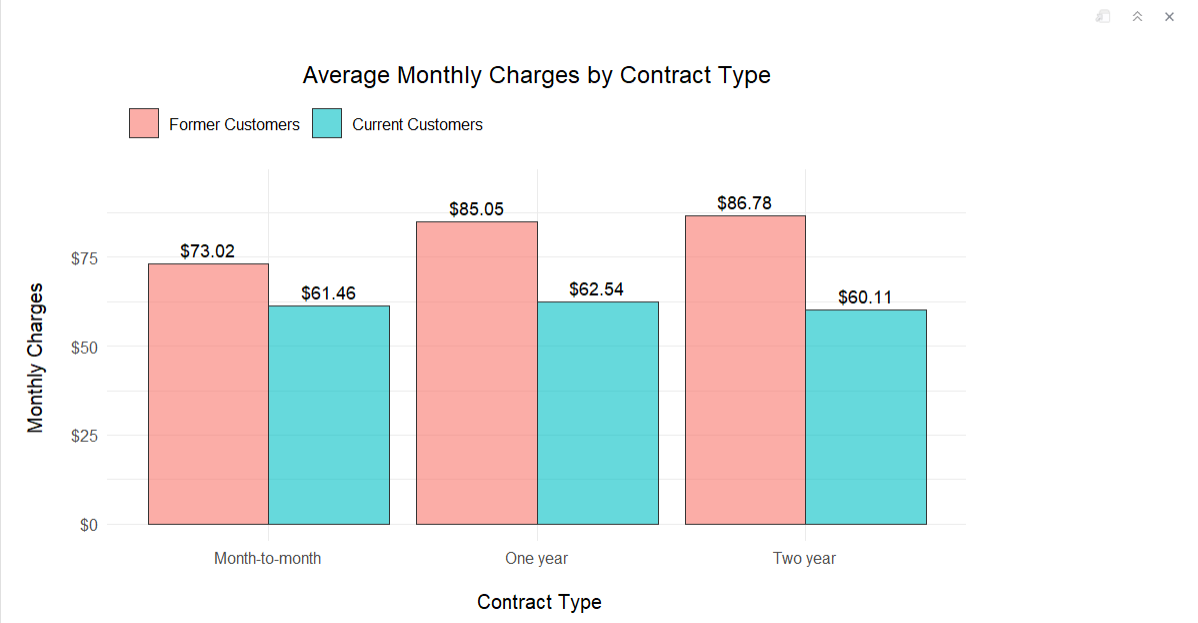 Average Monthly Charges by Contract Type
Former Customers Current Customers
$73.02 $61.46 $85.05 $62.54 $86.78 $60.11
Monthly Charges
$75
$50
$25
$0
Month-to-month One year Two year
Contract Type